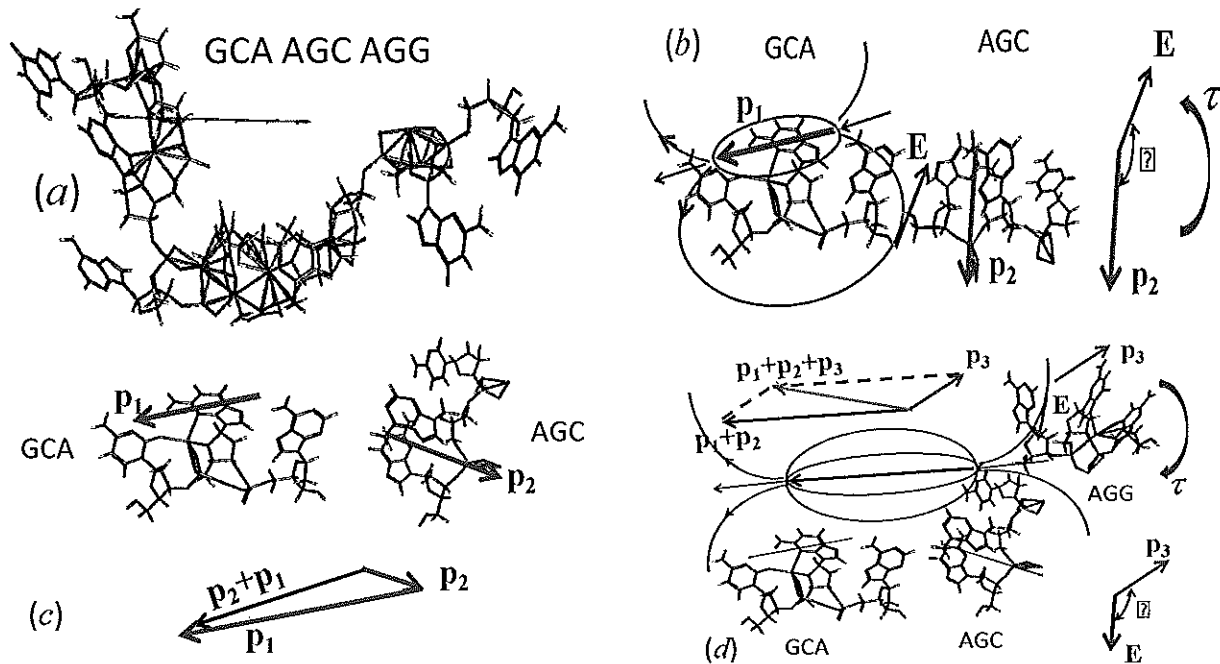 GCA AGC AGG
(a)
(b)
GCA
AGC
E
p1
E
τ
⍰
p2
p2
GCA
p1
AGC
p2
p2+p1
p2
(c)
p1
p1+p2+p3
p3
p3
E
p1+p2
AGG
τ
p3
⍰
GCA
AGC
(d)
E